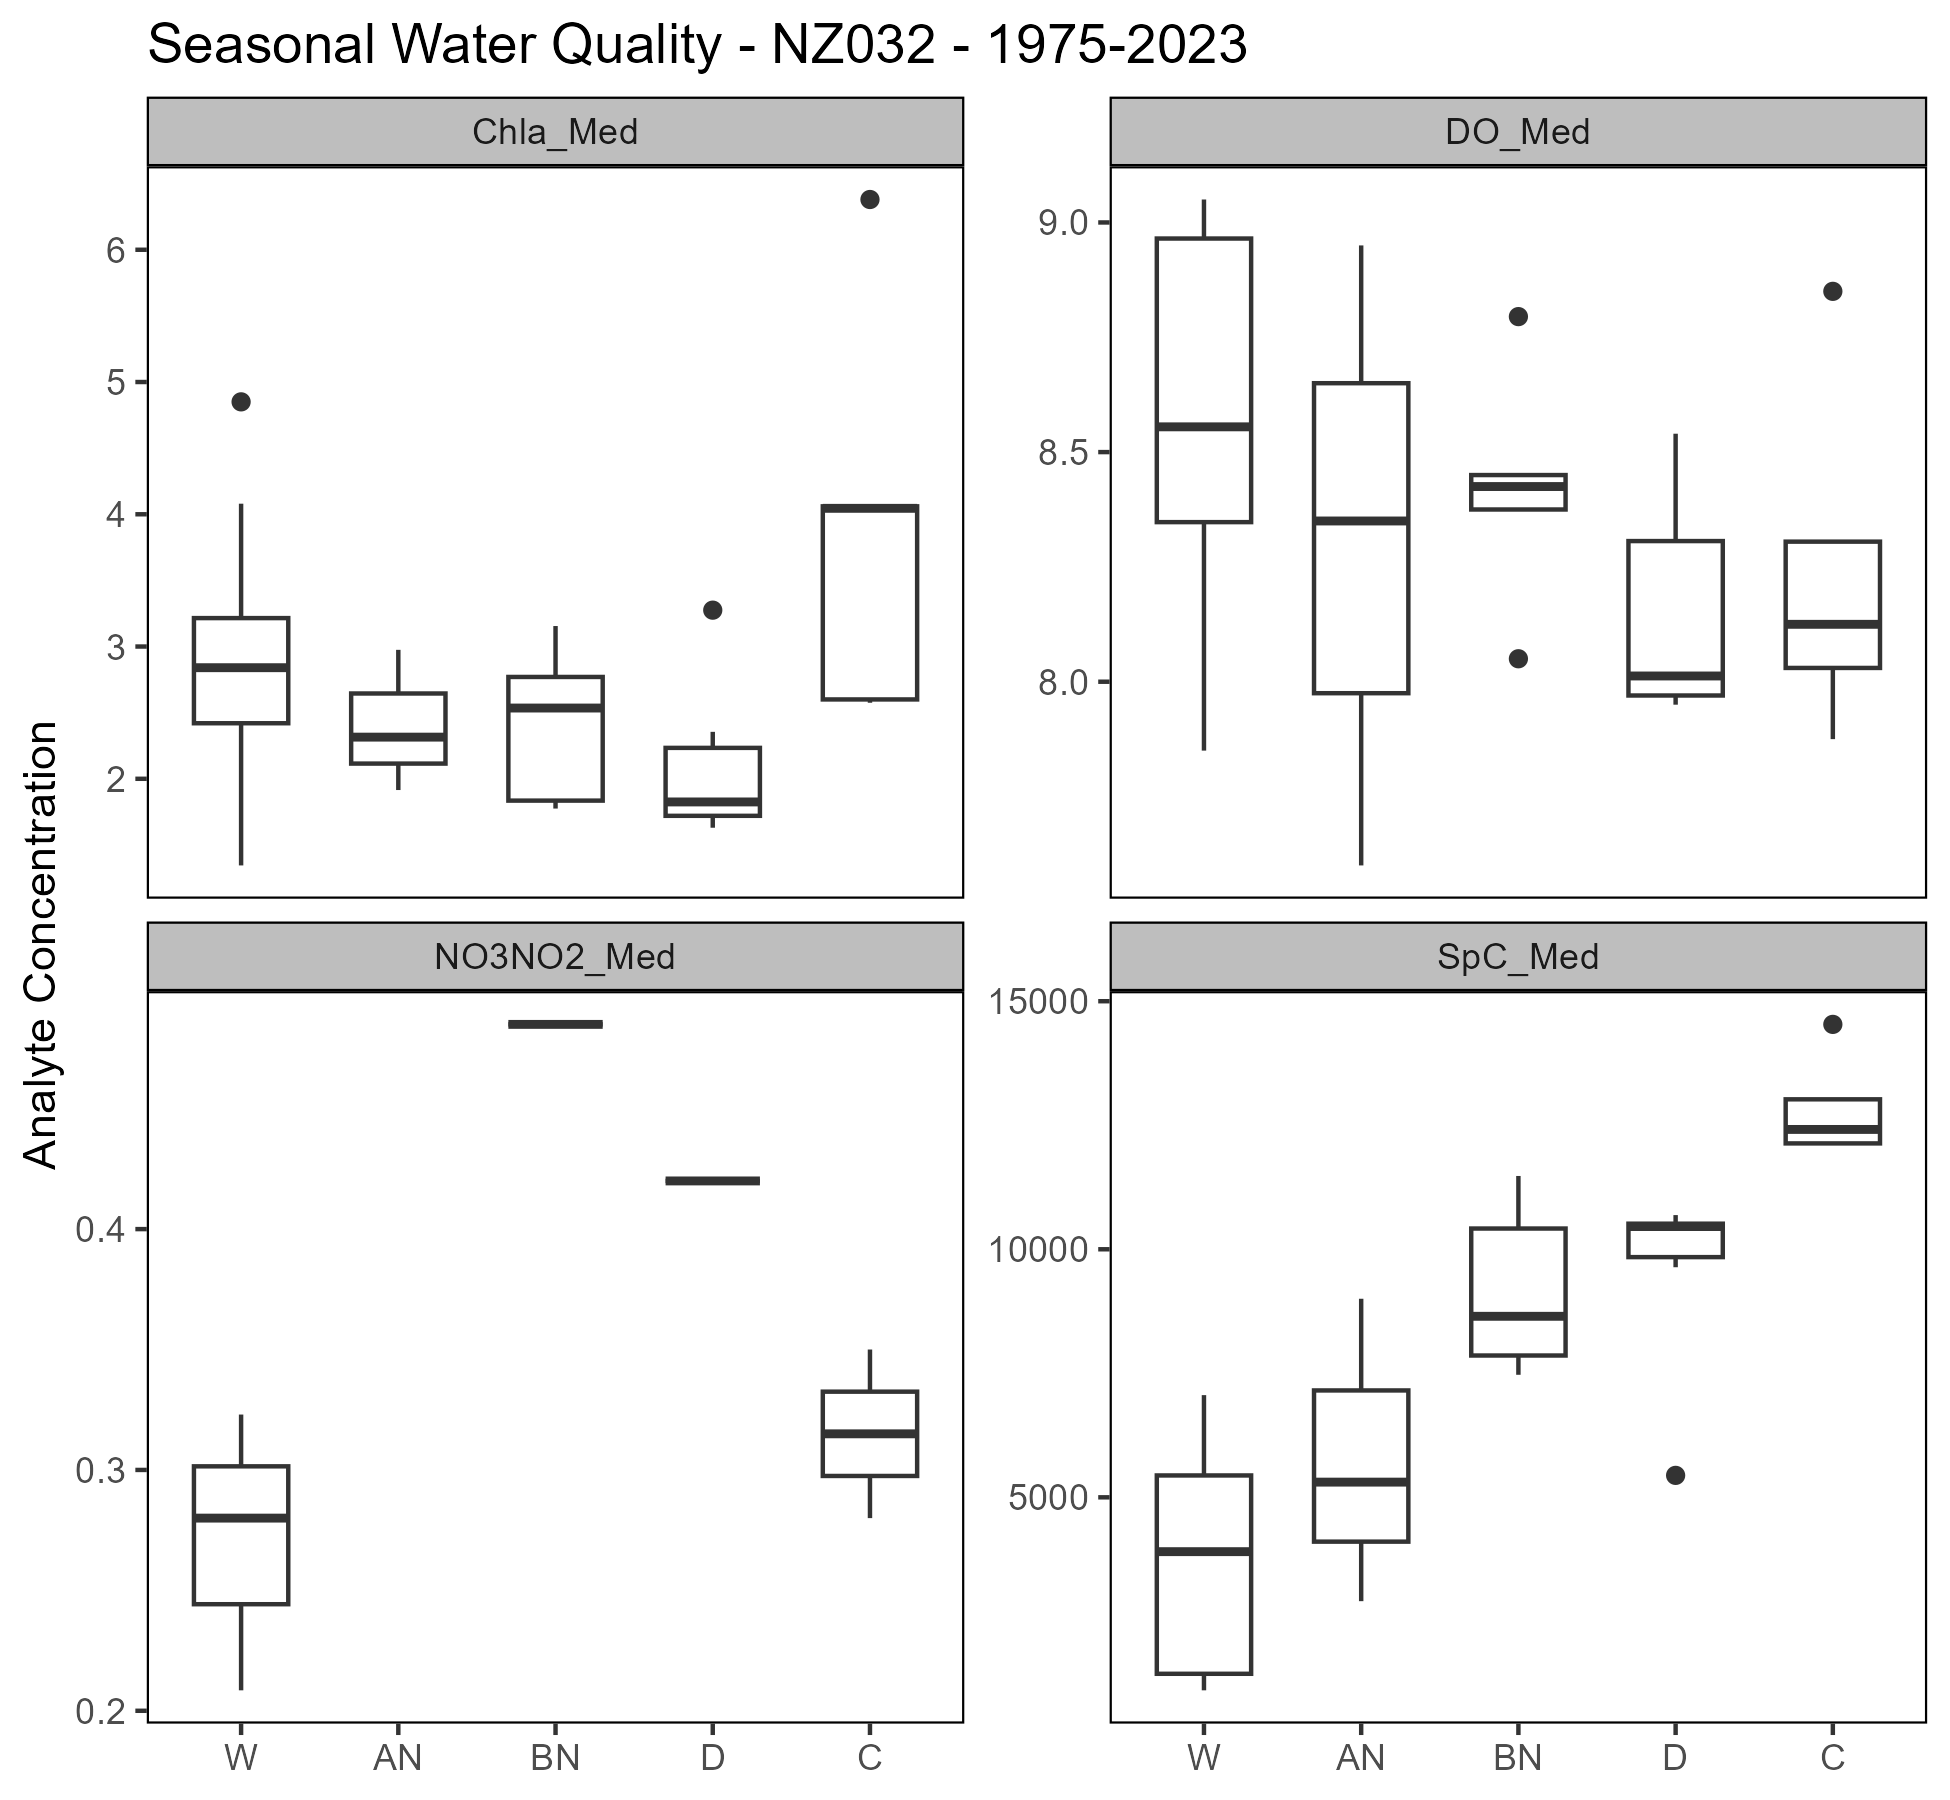 Seasonal Water Quality - NZ032 - 1975-2023
Chla_Med
DO_Med
6
5
4
3
2
9.0
8.5
8.0
Analyte Concentration
NO3NO2_Med
SpC_Med
0.4
0.3
0.2
15000
10000
5000
W AN BN D C
W AN BN D C